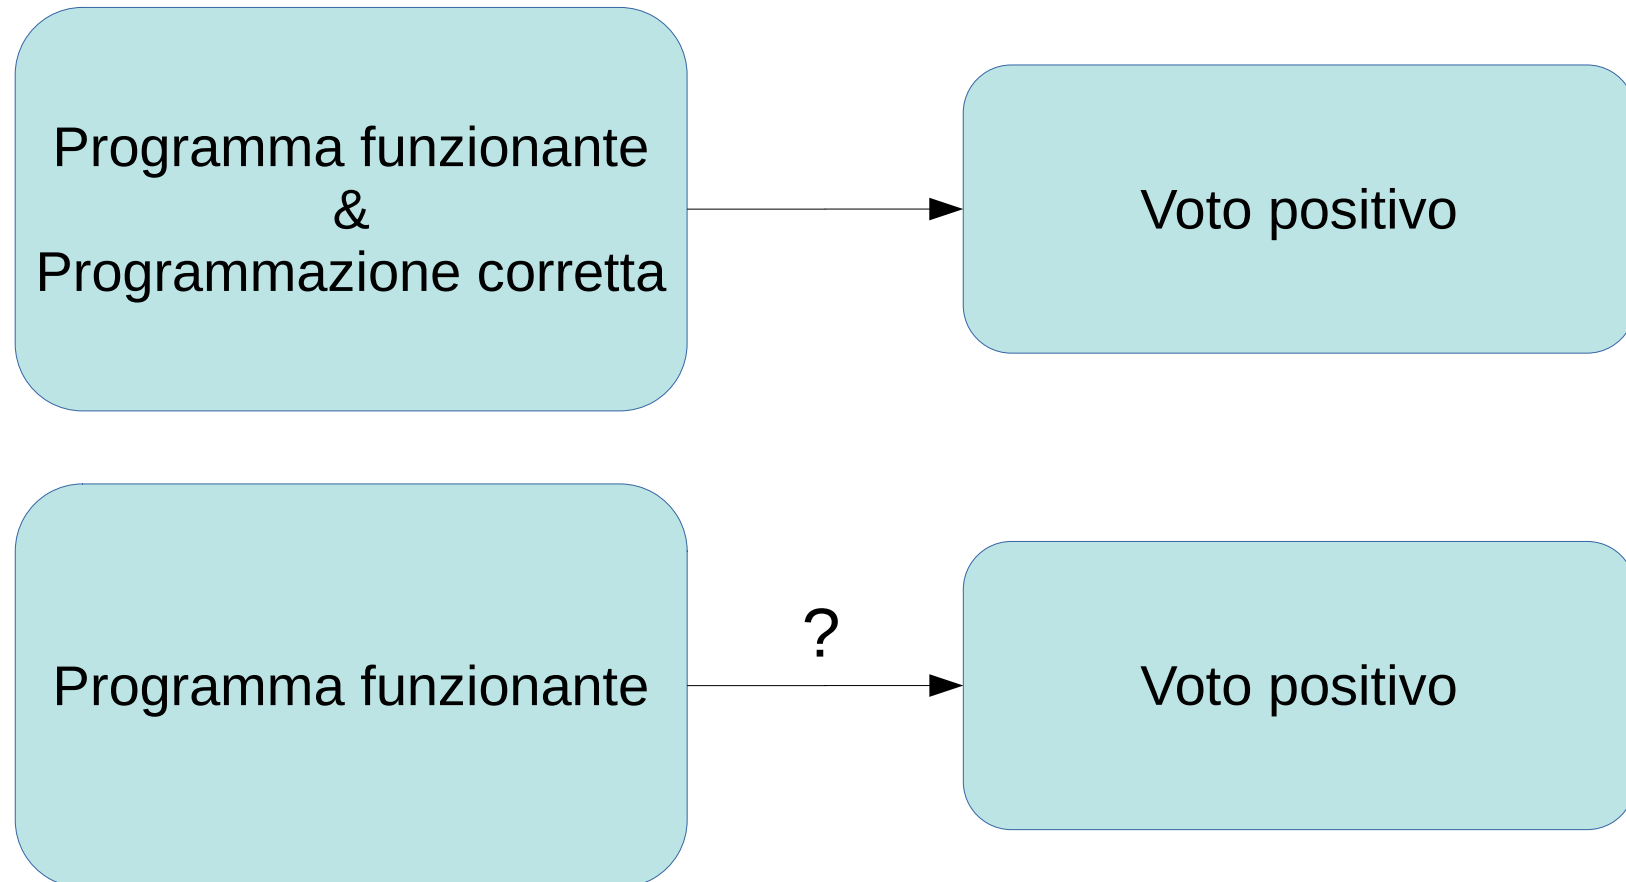 Programma funzionante
&
Programmazione corretta
Voto positivo
?
Programma funzionante
Voto positivo